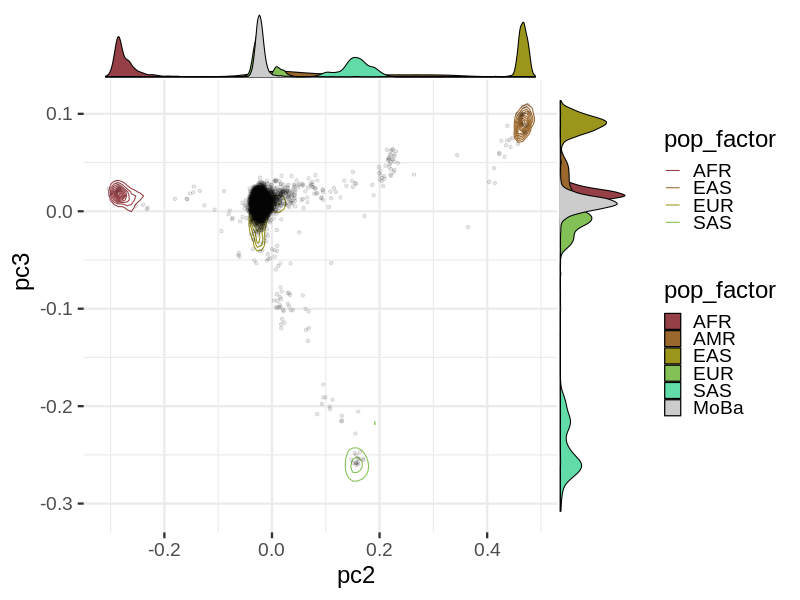 0.1
0.0
-0.1
-0.2
-0.3
pc3
-0.2
0.0
0.2
0.4
pc2
pop_factor
AFR
EAS
EUR
SAS
pop_factor
AFR
AMR
EAS
EUR
SAS
MoBa